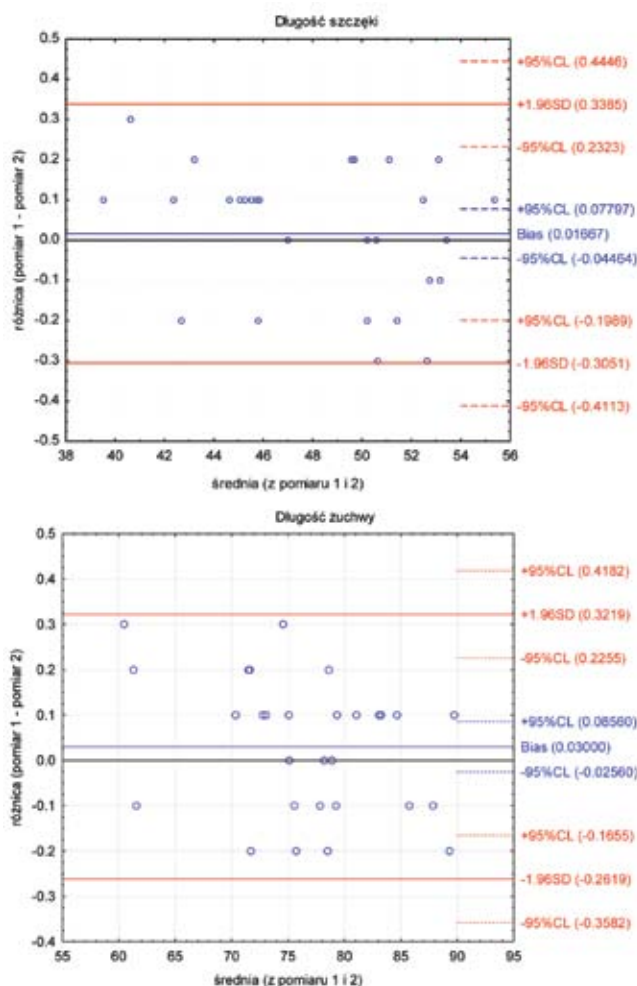 Długość szczęki
0.5
0.4
0.3
0.2
0.1
0.0
-0.1
-0.2
-0.3
-0.4
-0.5
różnica (pomiar 1 - pomiar 2)
+95%CL (0.4446)
+1.96SD (0.3385)
-95%CL (0.2323)
+95%CL (0.07797)
Bias (0.01667)
-95%CL (-0.04464)
+95%CL (-0.1989)
-1.96SD (-0.3051)
-95%CL (-0.4113)
38 40 42 44 46 48 50 52 54 56
średnia (z pomiaru 1 i 2)
Długość żuchwy
0.5
0.4
0.3
0.2
0.1
0.0
-0.1
-0.2
-0.3
-0.4
różnica (pomiar 1 - pomiar 2)
+95%CL (0.4182)
+1.96SD (0.3219)
-95%CL (0.2255)
+95%CL (0.08560)
Bias (0.03000)
-95%CL (-0.02560)
+95%CL (-0.1655)
-1.96SD (-0.2619)
-95%CL (-0.3582)
55 60 65 70 75 80 85 90 95
średnia (z pomiaru 1 i 2)